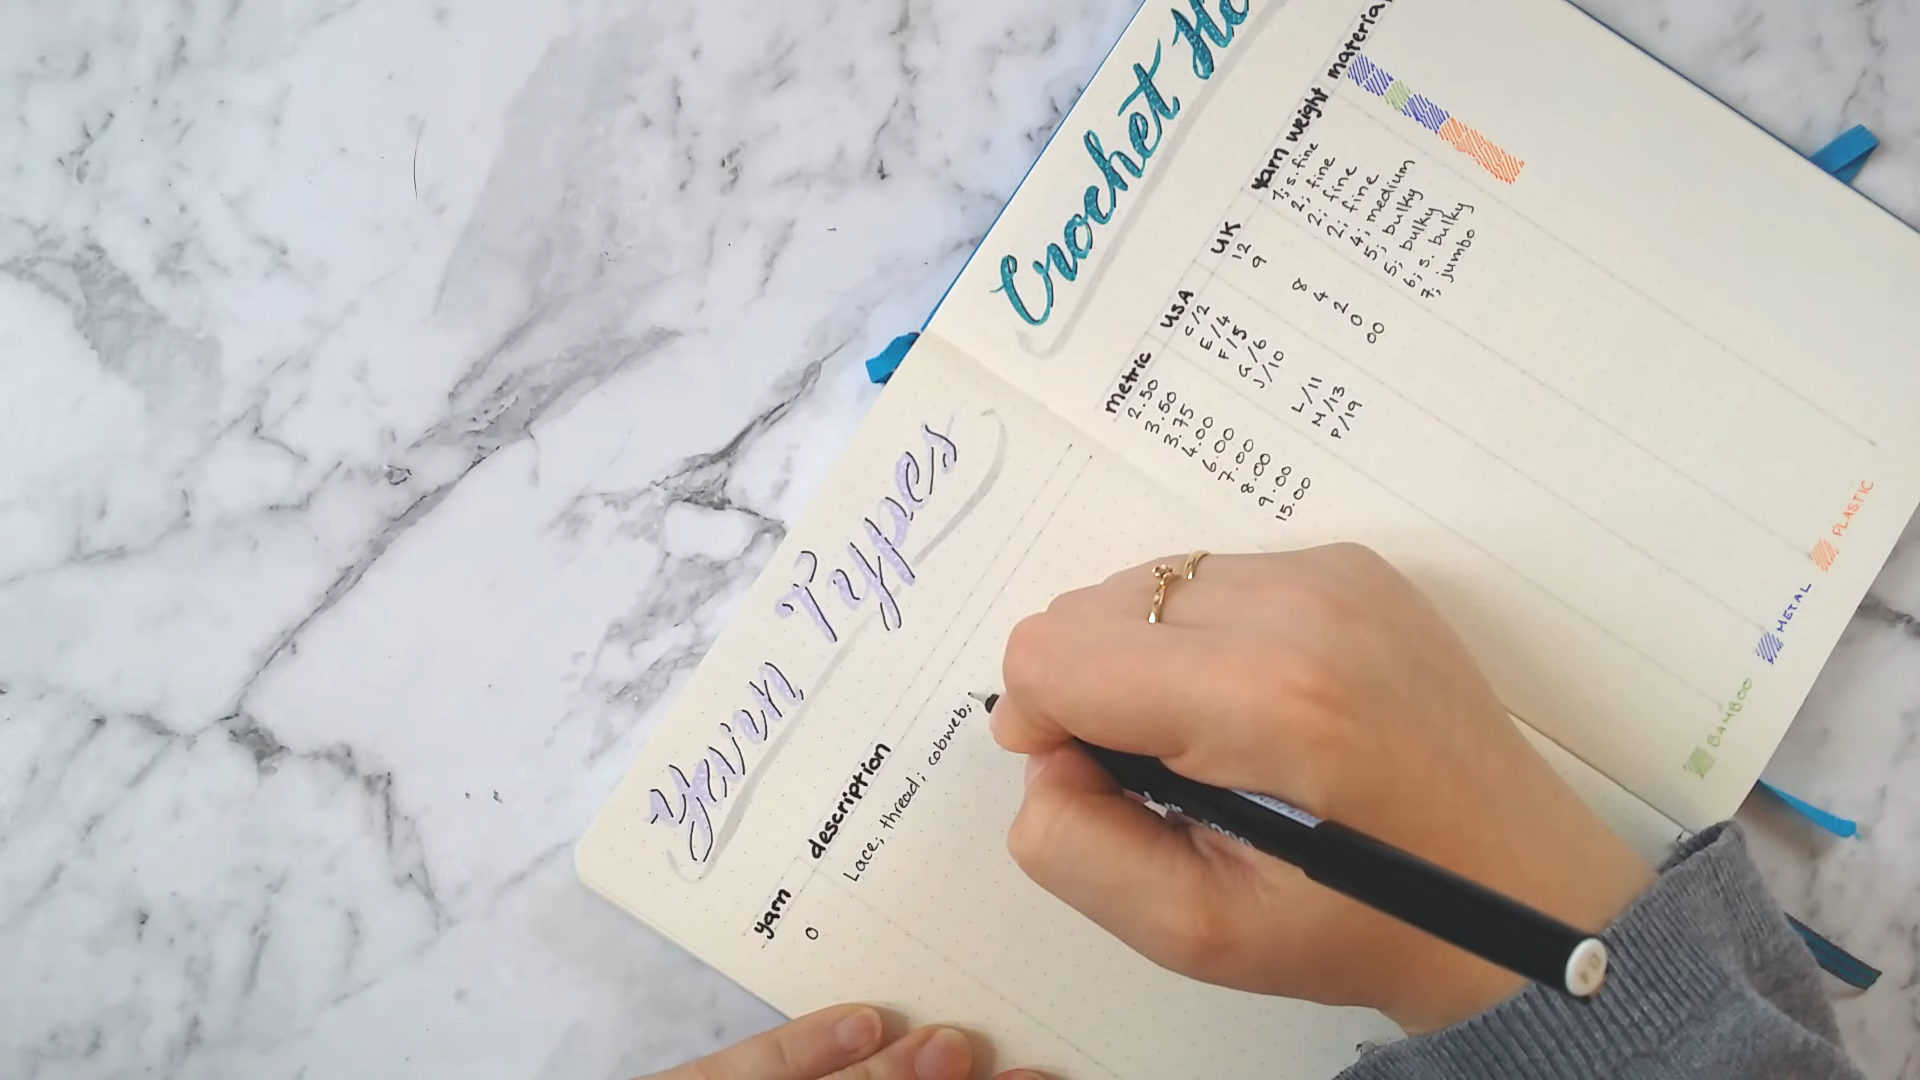 Yarn Types
yarn description
0 Lace; thread; cobweb;
Crochet
metric USA UK yarn weight material
2.50 C/2 12 1; s. fine
3.50 E/4 9 2; fine
3.75 F/5 2; fine
4.00 G/6 8 2; fine
6.00 J/10 4 4; medium
7.00 2 5; bulky
8.00 L/11 0 5; bulky
9.00 M/13 00 6; s. bulky
15.00 P/19 7; jumbo
BAMBOO METAL PLASTIC